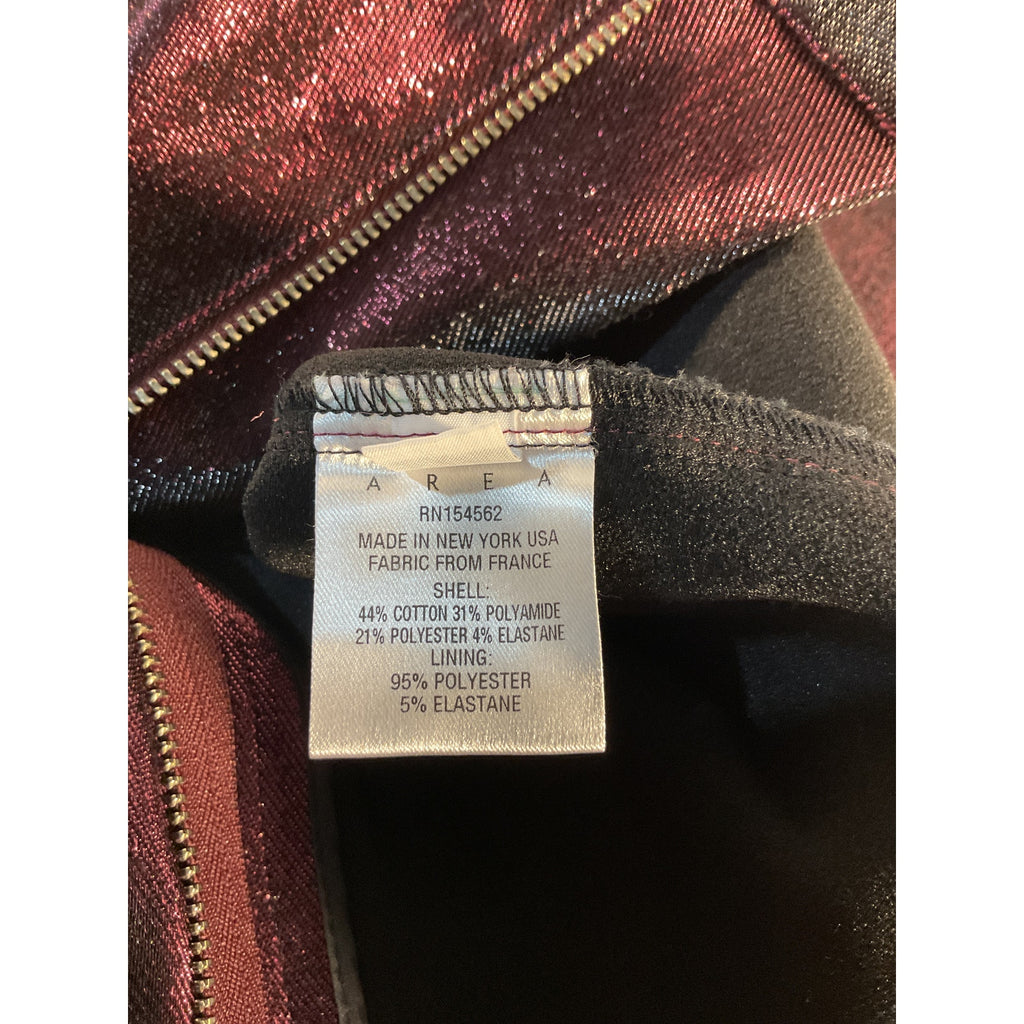 A R E A
RN154562
MADE IN NEW YORK USA
FABRIC FROM FRANCE
SHELL:
44% COTTON 31% POLYAMIDE
21% POLYESTER 4% ELASTANE
LINING:
95% POLYESTER
5% ELASTANE